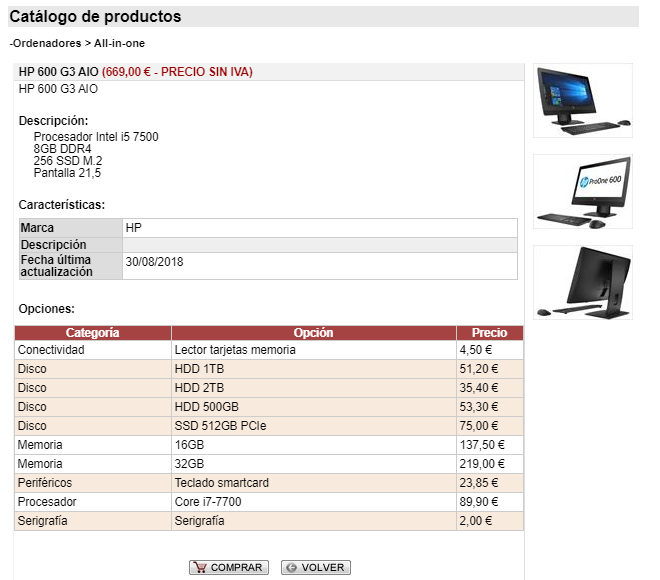 Catálogo de productos
-Ordenadores > All-in-one
HP 600 G3 AIO (669,00 € - PRECIO SIN IVA)
HP 600 G3 AIO
Descripción:
Procesador Intel i5 7500
8GB DDR4
256 SSD M.2
Pantalla 21,5
Características:
Marca HP
Descripción
Fecha última
actualización 30/08/2018
Opciones:
Categoría Opción Precio
Conectividad Lector tarjetas memoria 4,50 €
Disco HDD 1TB 51,20 €
Disco HDD 2TB 35,40 €
Disco HDD 500GB 53,30 €
Disco SSD 512GB PCIe 75,00 €
Memoria 16GB 137,50 €
Memoria 32GB 219,00 €
Periféricos Teclado smartcard 23,85 €
Procesador Core i7-7700 89,90 €
Serigrafía Serigrafía 2,00 €
COMPRAR VOLVER
hp ProOne 600